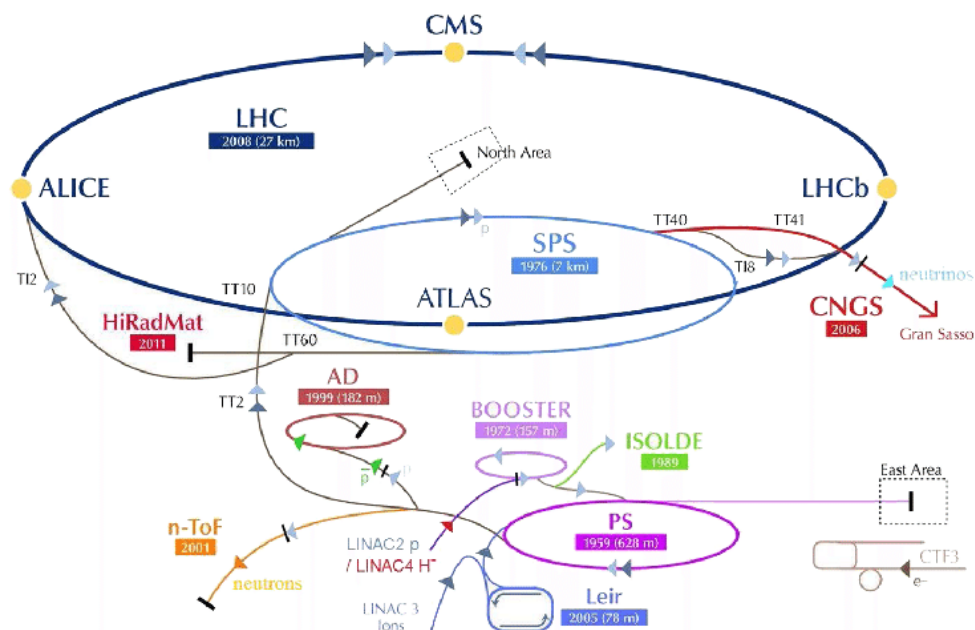 CMS
LHC
2008 (27 km)
North Area
ALICE
LHCb
TT40
TT41
p
SPS
1976 (7 km)
TI8
TI2
TT10
neutrinos
ATLAS
CNGS
2006
Gran Sasso
HiRadMat
2011
TT60
AD
1999 (182 m)
TT2
BOOSTER
1972 (157 m)
ISOLDE
1989
East Area
p
n-ToF
2001
LINAC2 p
/ LINAC4 H⁻
PS
1959 (628 m)
neutrons
CTF3
e-
LINAC 3
Ions
Leir
2005 (78 m)